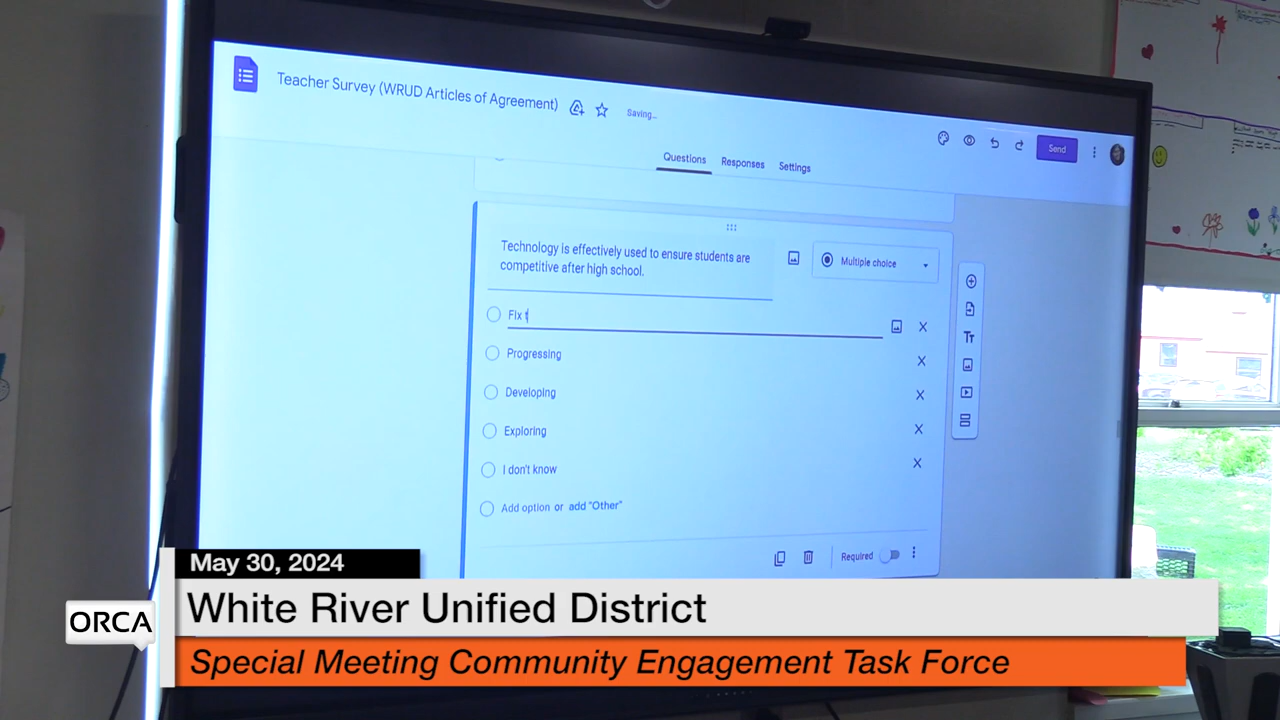 Teacher Survey (WRUD Articles of Agreement)
Saving...
Send
Questions Responses Settings
Technology is effectively used to ensure students are
competitive after high school.
Multiple choice
Fix t
Progressing
Developing
Exploring
I don't know
Add option or add "Other"
Required
Tт
May 30, 2024
ORCA
White River Unified District
Special Meeting Community Engagement Task Force